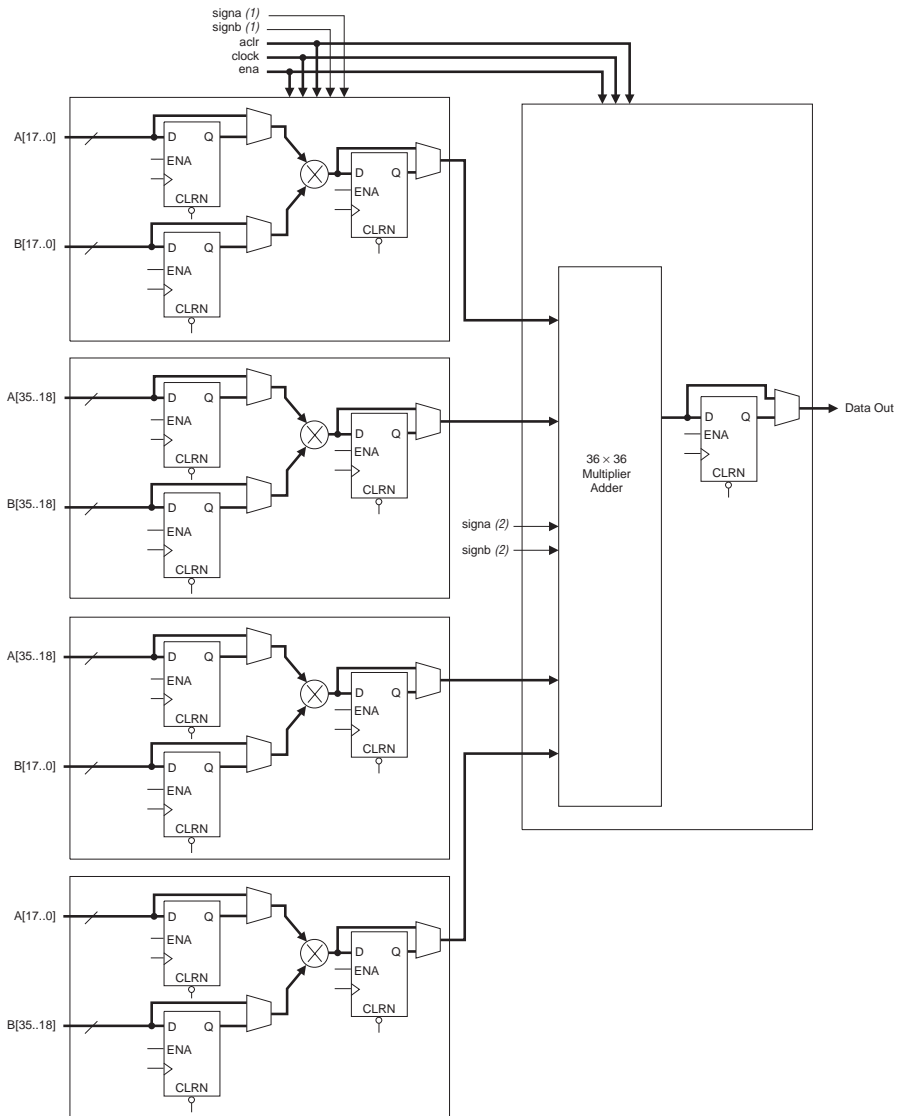 signa (1)
signb (1)
aclr
clock
ena
A[17..0]
D Q
ENA
CLRN
D Q
ENA
CLRN
B[17..0]
D Q
ENA
CLRN
A[35..18]
D Q
ENA
CLRN
D Q
ENA
CLRN
B[35..18]
D Q
ENA
CLRN
36 × 36
Multiplier
Adder
signa (2)
signb (2)
D Q
ENA
CLRN
Data Out
A[35..18]
D Q
ENA
CLRN
D Q
ENA
CLRN
B[17..0]
D Q
ENA
CLRN
A[17..0]
D Q
ENA
CLRN
D Q
ENA
CLRN
B[35..18]
D Q
ENA
CLRN